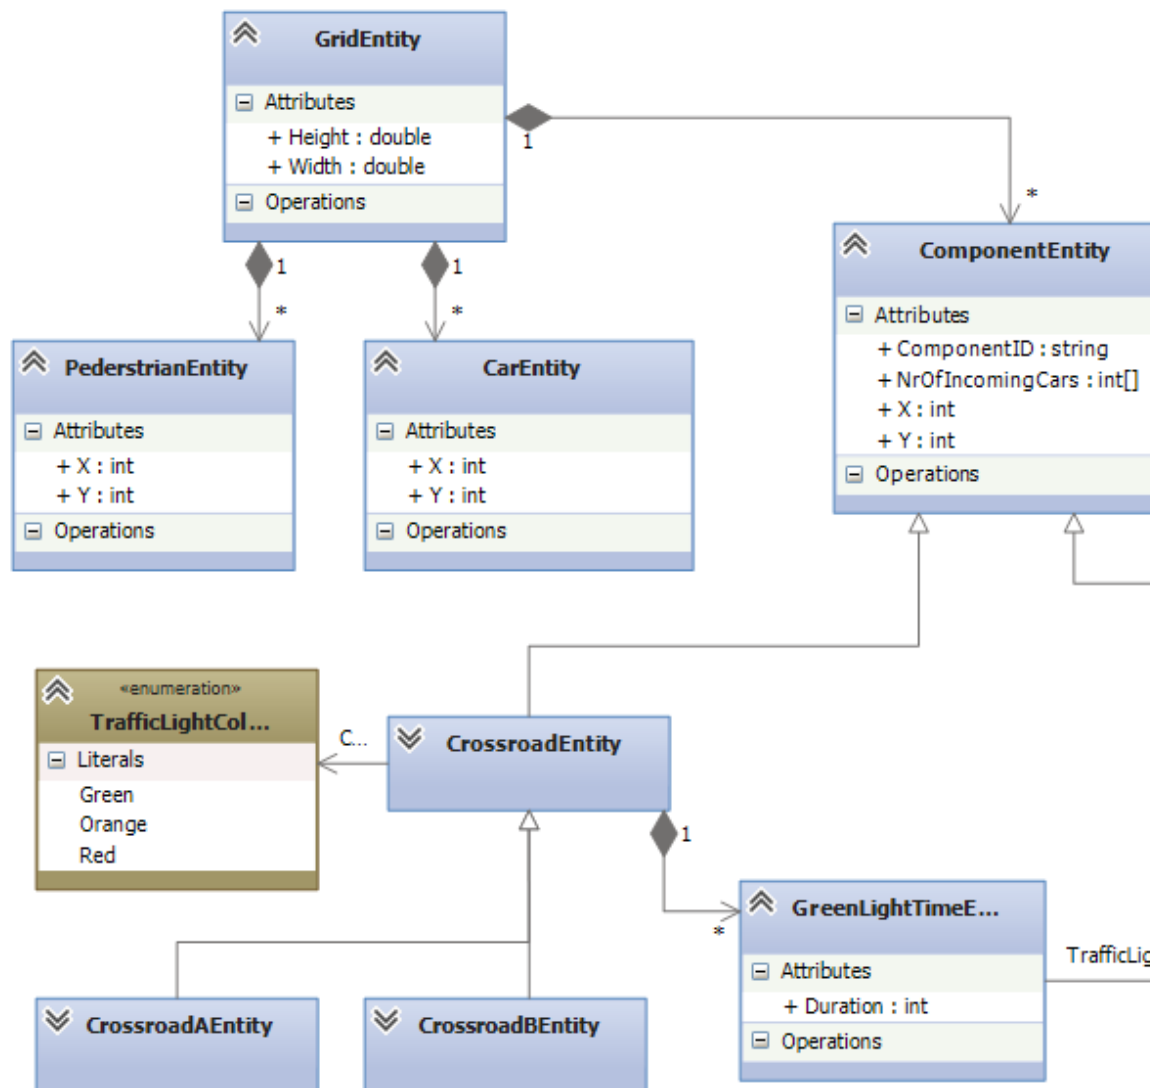 GridEntity
Attributes
+ Height : double
+ Width : double
Operations
1
*
1
*
1
*
ComponentEntity
Attributes
+ ComponentID : string
+ NrOfIncomingCars : int[]
+ X : int
+ Y : int
Operations
PederstrianEntity
Attributes
+ X : int
+ Y : int
Operations
CarEntity
Attributes
+ X : int
+ Y : int
Operations
«enumeration»
TrafficLightCol...
Literals
Green
Orange
Red
C...
CrossroadEntity
1
*
GreenLightTimeE...
Attributes
+ Duration : int
Operations
TrafficLig
CrossroadAEntity
CrossroadBEntity